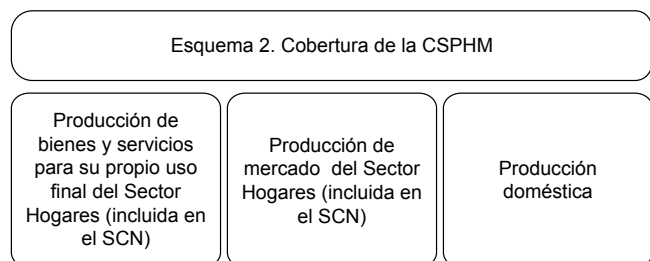 Esquema 2. Cobertura de la CSPHM
Producción de
bienes y servicios
para su propio uso
final del Sector
Hogares (incluida en
el SCN)
Producción de
mercado del Sector
Hogares (incluida en
el SCN)
Producción
doméstica